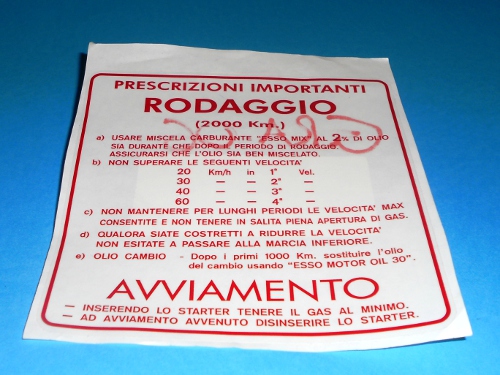 PRESCRIZIONI IMPORTANTI
RODAGGIO
(2000 Km.)
a) USARE MISCELA CARBURANTE "ESSO MIX" AL 2% DI OLIO
SIA DURANTE CHE DOPO IL PERIODO DI RODAGGIO.
ASSICURARSI CHE L'OLIO SIA BEN MISCELATO.
b) NON SUPERARE LE SEGUENTI VELOCITA'
20 Km/h in 1° Vel.
30 — — 2° —
40 — — 3° —
60 — — 4° —
c) NON MANTENERE PER LUNGHI PERIODI LE VELOCITA' MAX
CONSENTITE E NON TENERE IN SALITA PIENA APERTURA DI GAS.
d) QUALORA SIATE COSTRETTI A RIDURRE LA VELOCITA'
NON ESITATE A PASSARE ALLA MARCIA INFERIORE.
e) OLIO CAMBIO - Dopo i primi 1000 Km. sostituire l'olio
del cambio usando "ESSO MOTOR OIL 30".
AVVIAMENTO
— INSERENDO LO STARTER TENERE IL GAS AL MINIMO.
— AD AVVIAMENTO AVVENUTO DISINSERIRE LO STARTER.